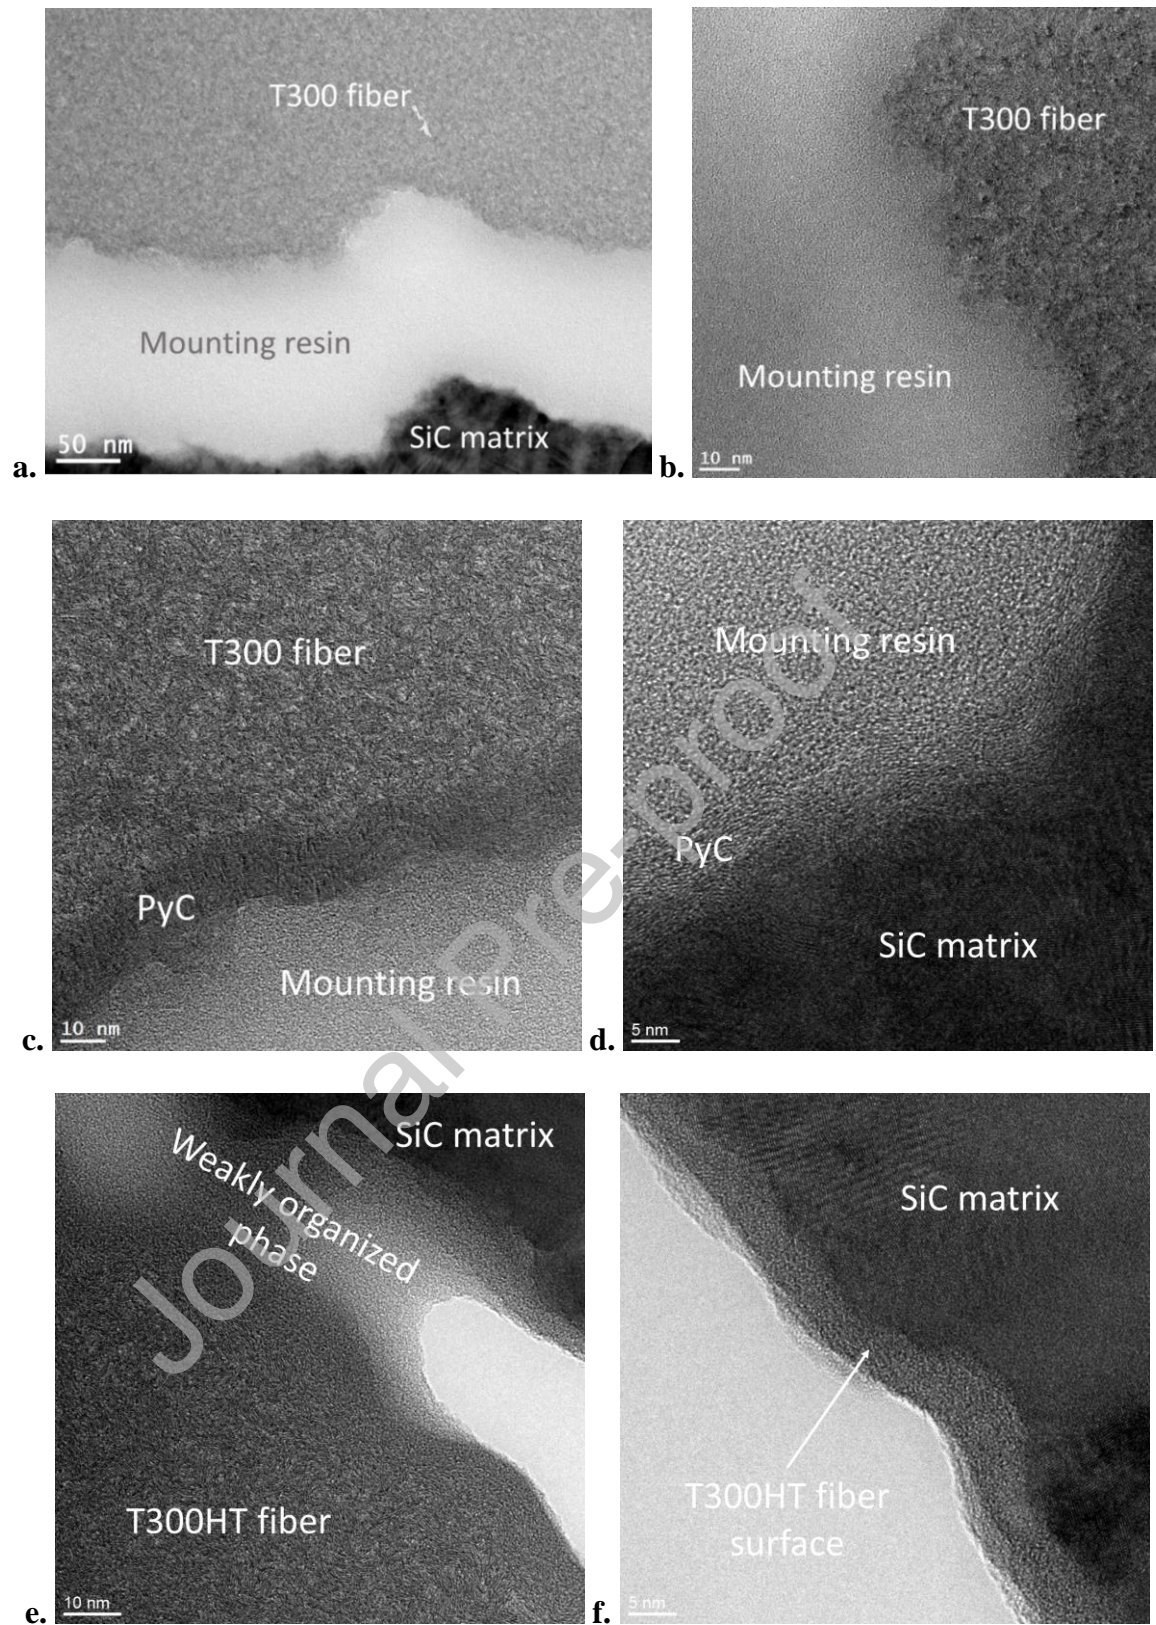 T300 fiber
Mounting resin
SiC matrix
50 nm
a.
T300 fiber
Mounting resin
10 nm
b.
T300 fiber
PyC
Mounting resin
10 nm
c.
Mounting resin
PyC
SiC matrix
5 nm
d.
SiC matrix
Weakly organized
phase
T300HT fiber
10 nm
e.
SiC matrix
T300HT fiber
surface
5 nm
f.
Journal Pre-proof